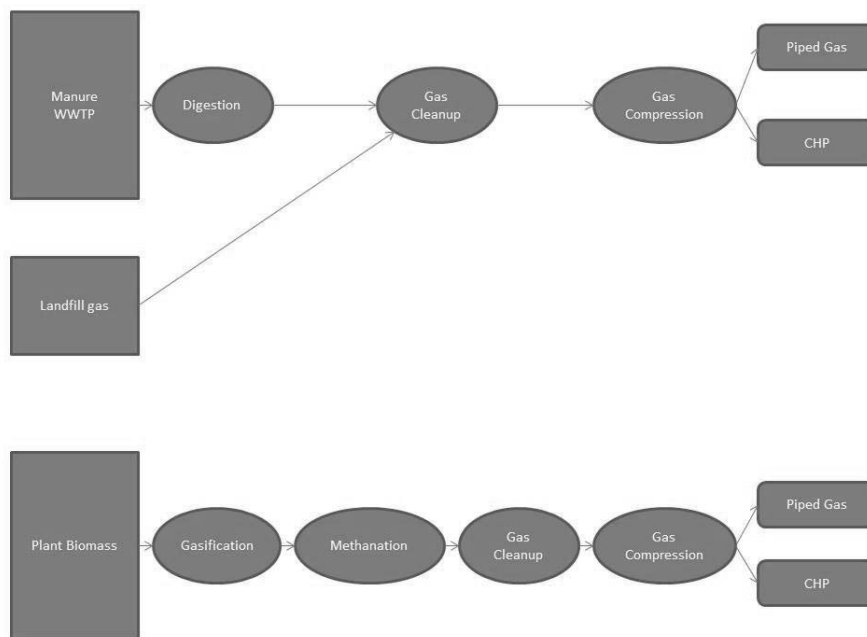 Manure
WWTP
Digestion
Gas
Cleanup
Gas
Compression
Piped Gas
CHP
Landfill gas
Plant Biomass
Gasification
Methanation
Gas
Cleanup
Gas
Compression
Piped Gas
CHP